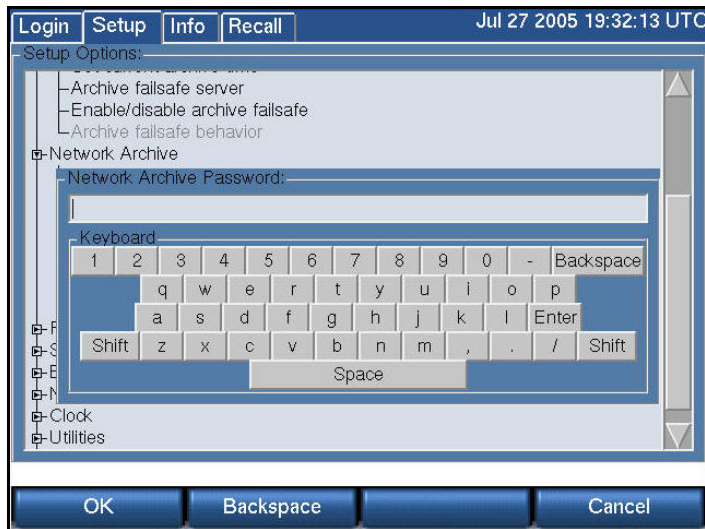 Login Setup Info Recall Jul 27 2005 19:32:13 UTC
Setup Options:
Archive failsafe server
Enable/disable archive failsafe
Archive failsafe behavior
Network Archive
Network Archive Password:
Keyboard
1 2 3 4 5 6 7 8 9 0 - Backspace
q w e r t y u i o p
a s d f g h j k l Enter
Shift z x c v b n m , . / Shift
Space
F
S
E
N
Clock
Utilities
OK Backspace Cancel